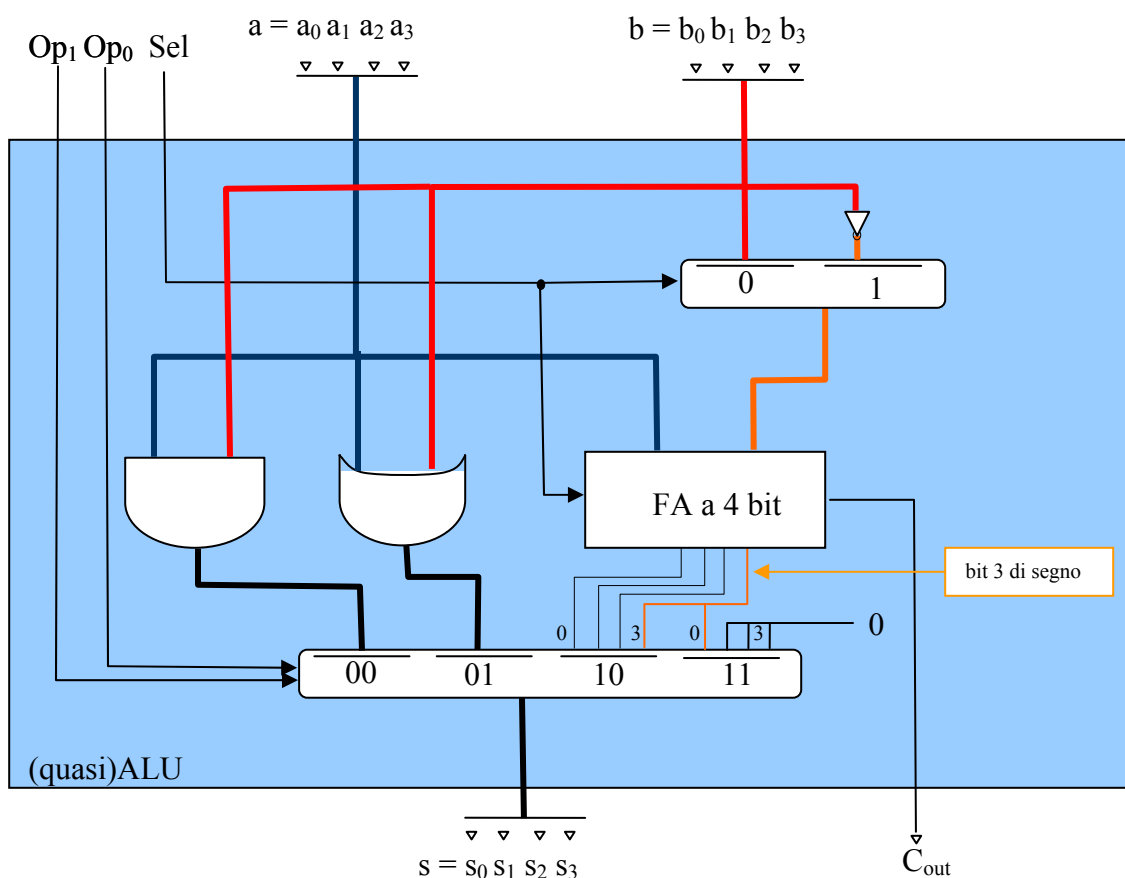 a = a₀ a₁ a₂ a₃
b = b₀ b₁ b₂ b₃
Op₁ Op₀ Sel
0 1
FA a 4 bit
bit 3 di segno
0 3 0 3 0
00 01 10 11
(quasi)ALU
s = s₀ s₁ s₂ s₃
Cout